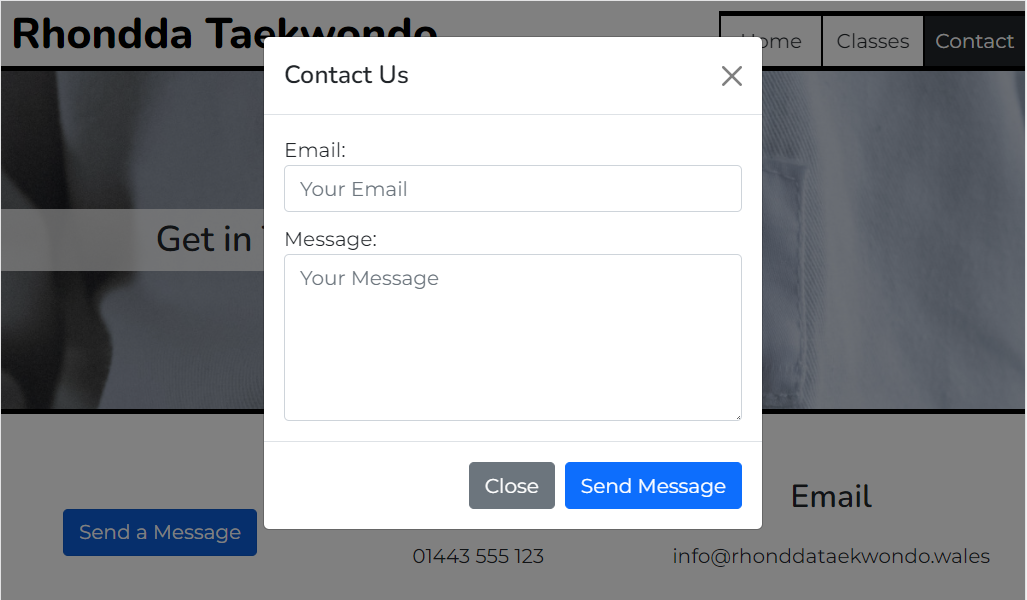 Rhondda Taekwondo
Home Classes Contact
Contact Us
Email:
Your Email
Get in
Message:
Your Message
Close Send Message
Email
Send a Message
01443 555 123 info@rhonddataekwondo.wales